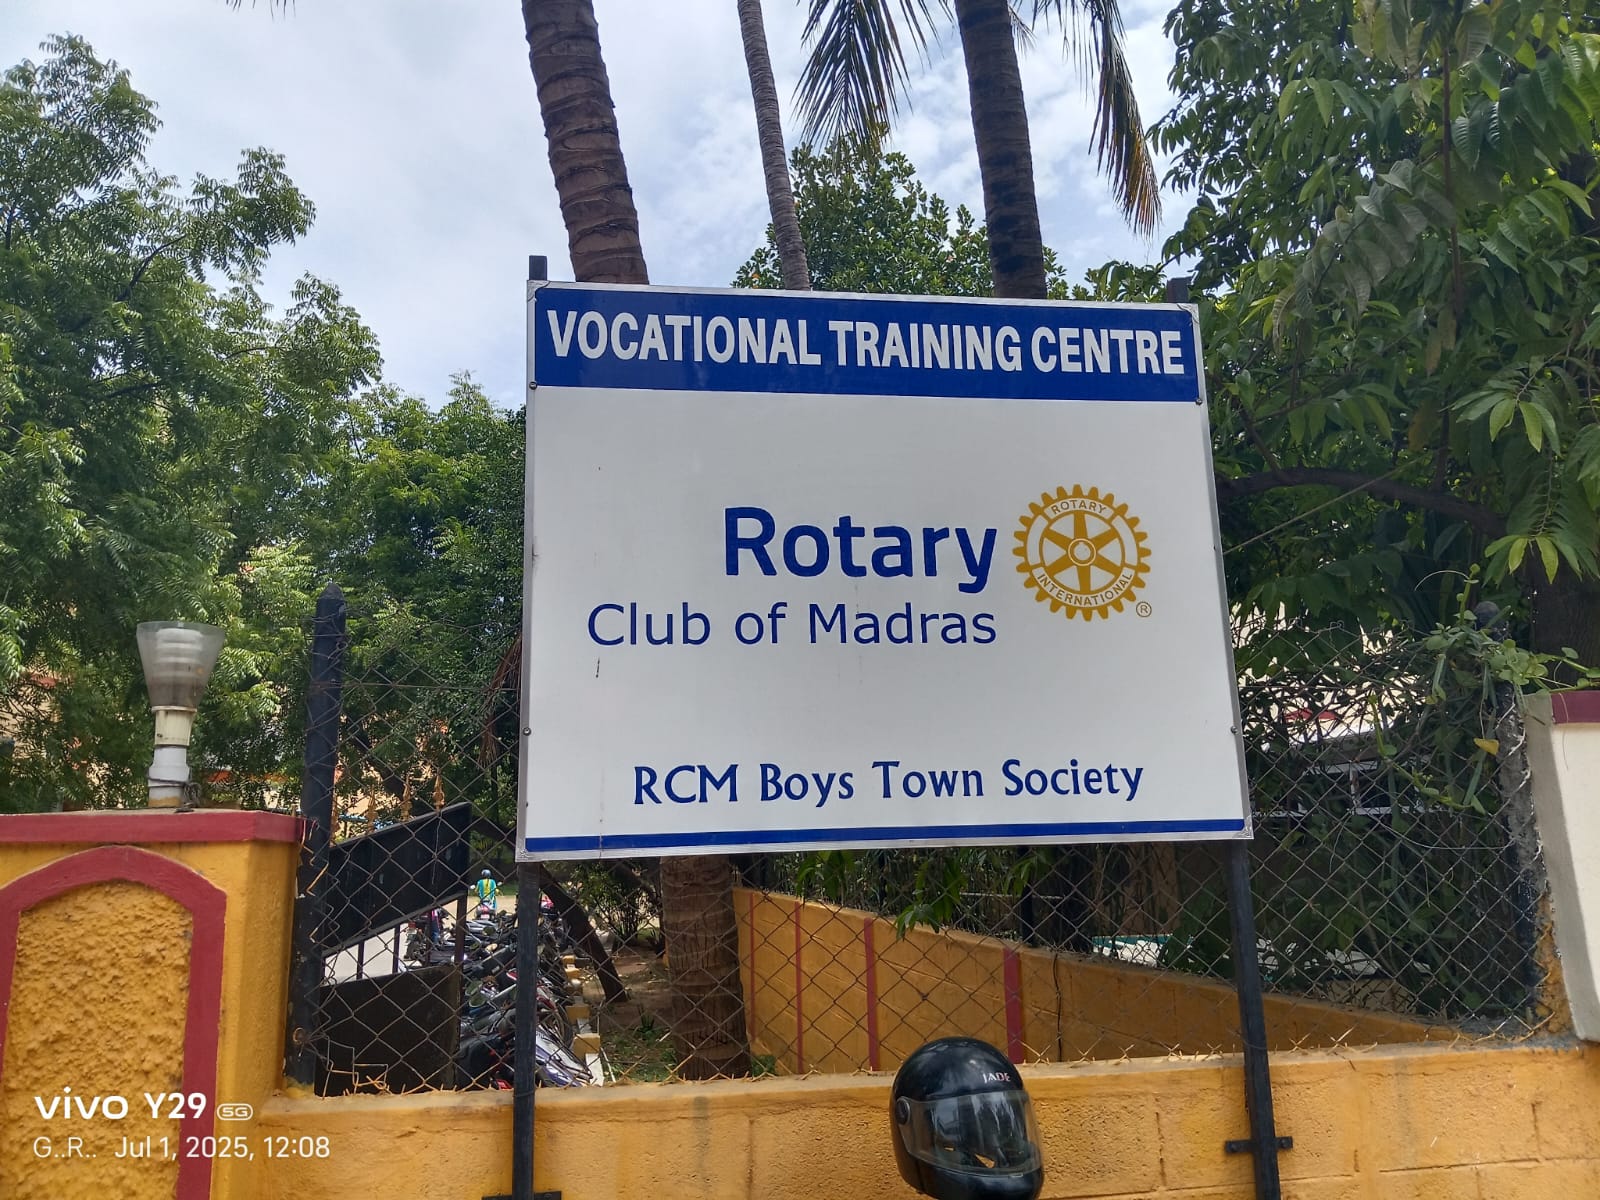 VOCATIONAL TRAINING CENTRE
Rotary
Club of Madras
ROTARY
INTERNATIONAL
®
RCM Boys Town Society
JADE
vivo Y29 5G
G..R.. Jul 1, 2025, 12:08